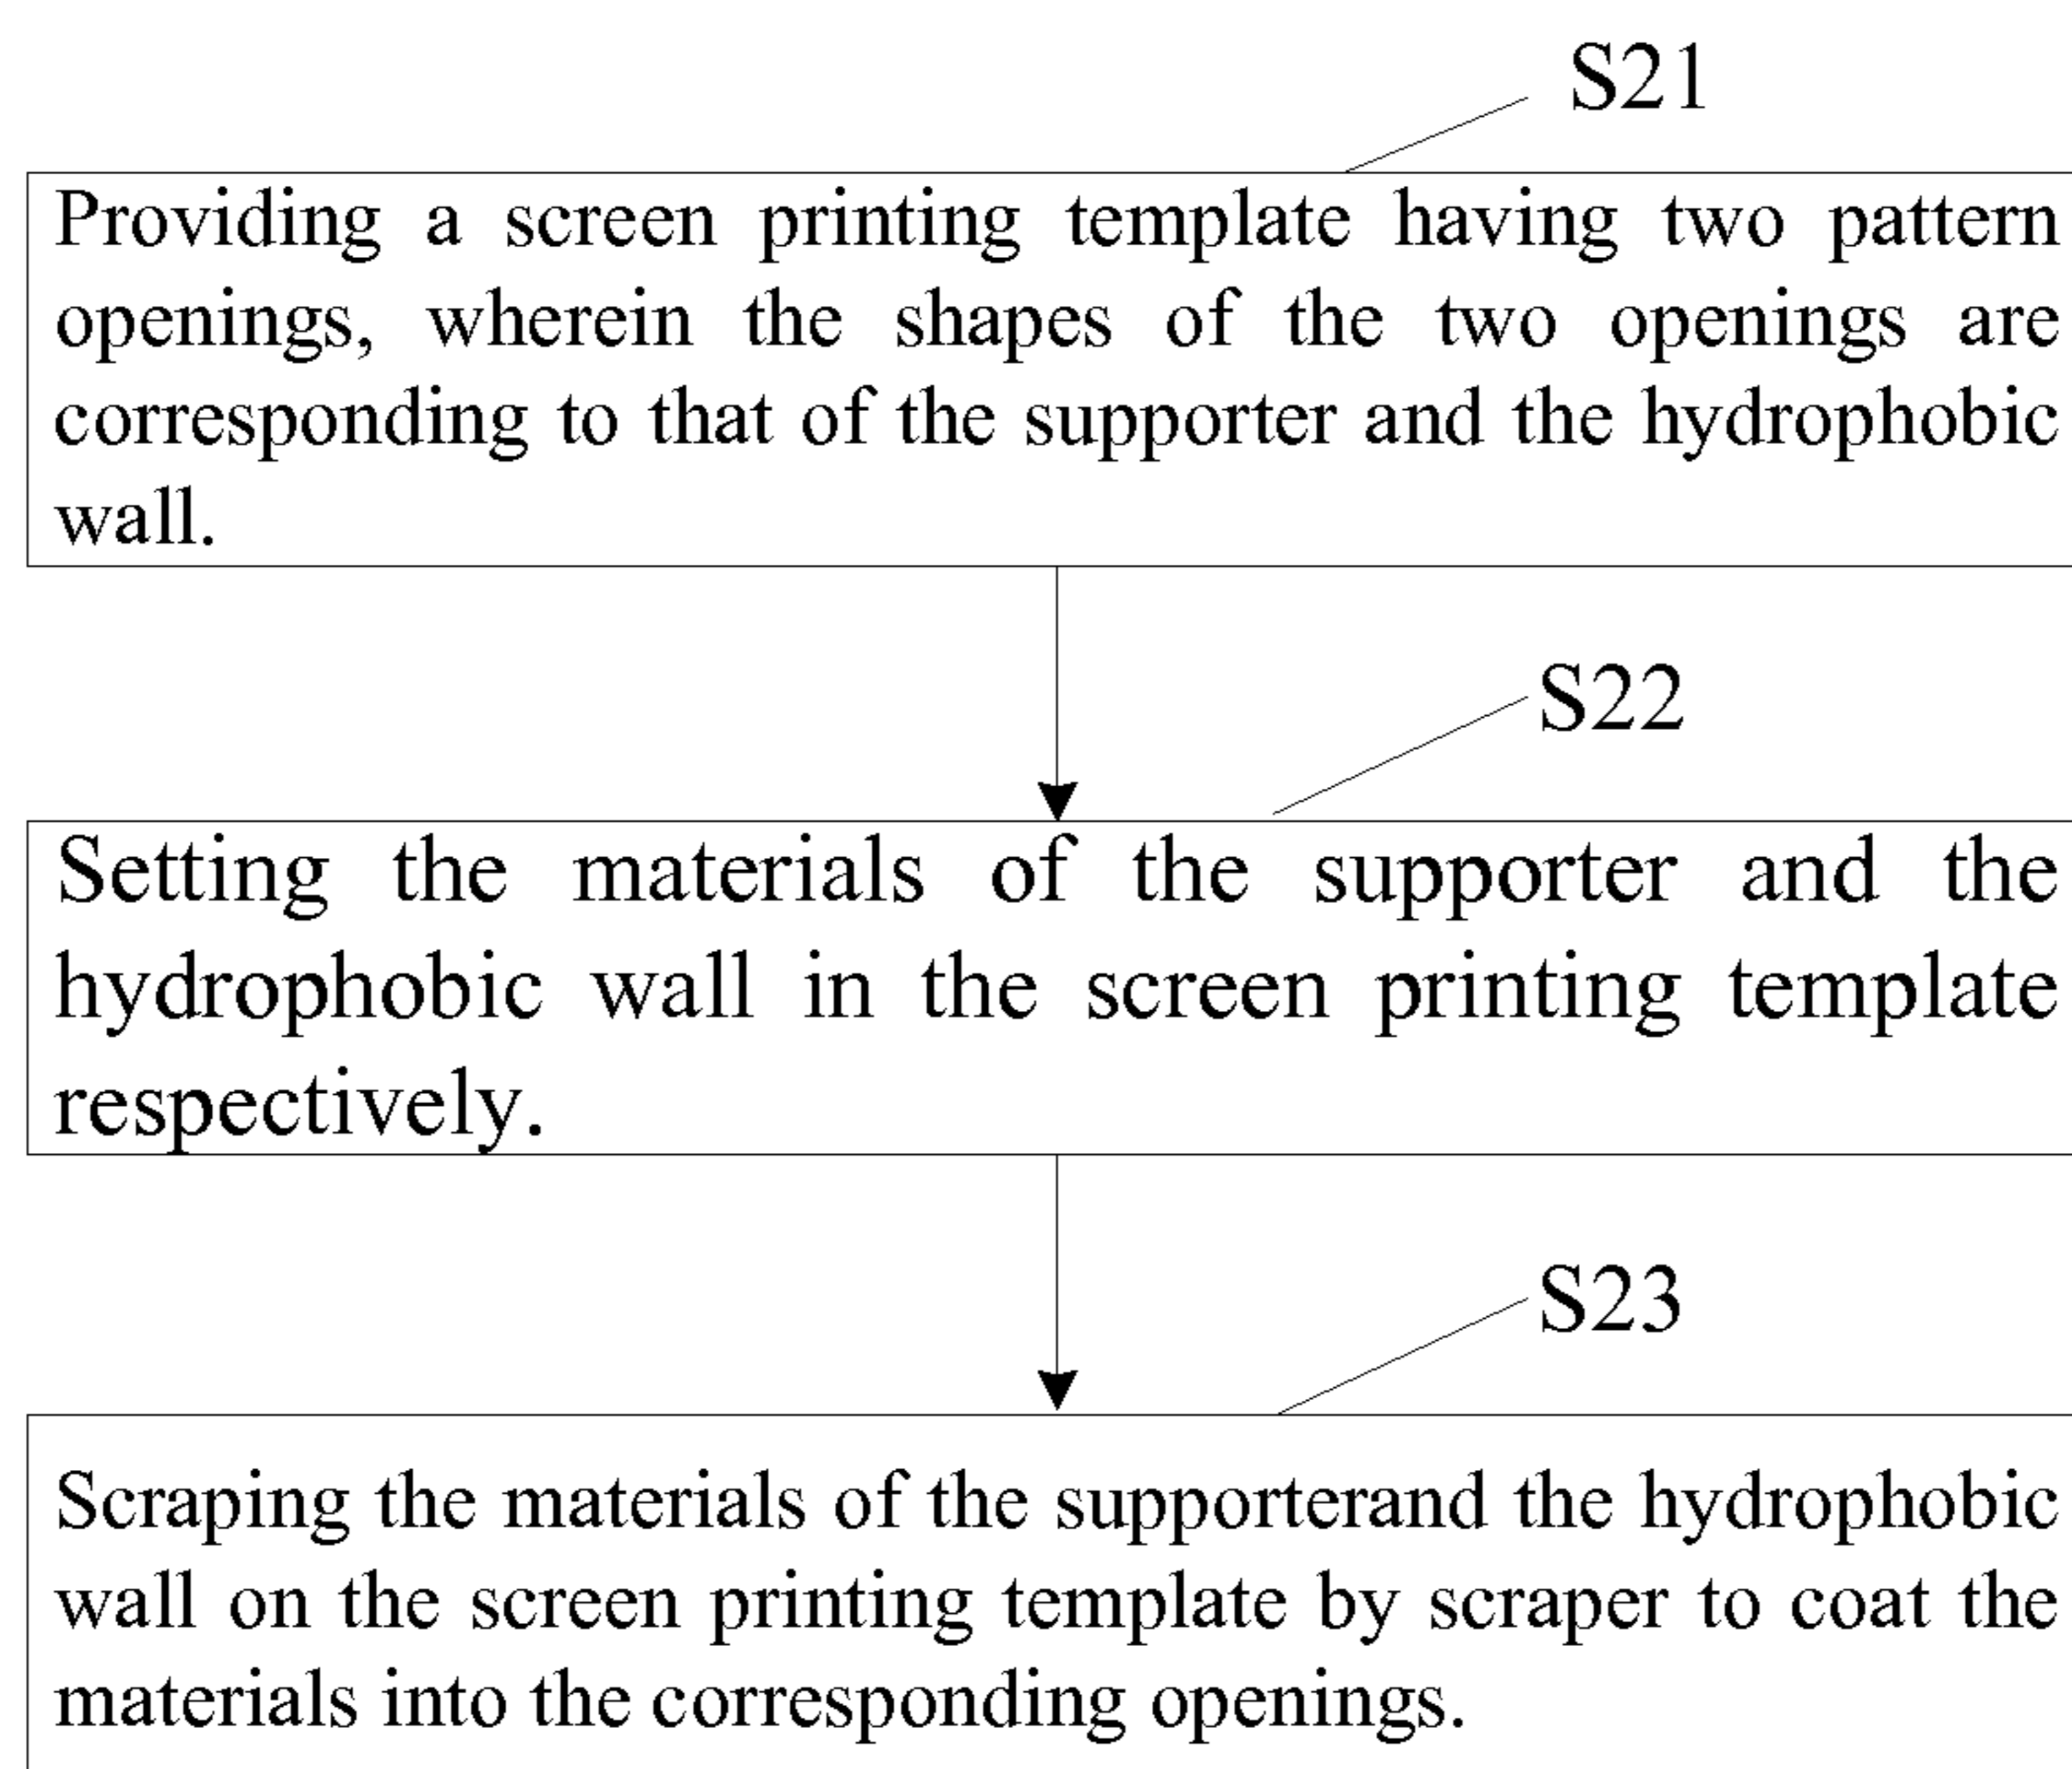 S21
Providing a screen printing template having two pattern
openings, wherein the shapes of the two openings are
corresponding to that of the supporter and the hydrophobic
wall.
S22
Setting the materials of the supporter and the
hydrophobic wall in the screen printing template
respectively.
S23
Scraping the materials of the supporterand the hydrophobic
wall on the screen printing template by scraper to coat the
materials into the corresponding openings.